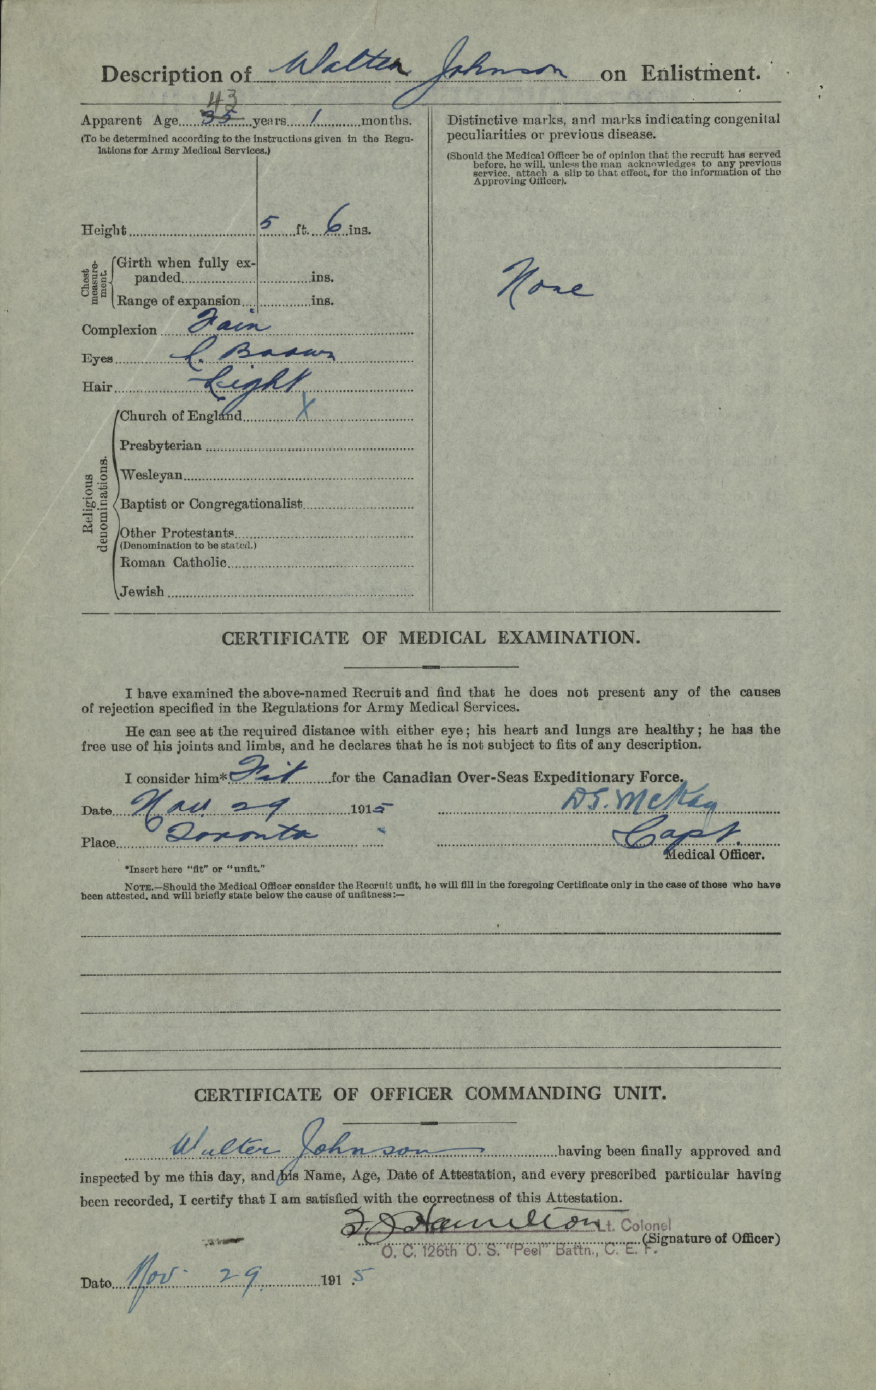 Description of Walter Johnson on Enlistment.
43
Apparent Age 35 years 1 months.
(To be determined according to the instructions given in the Regu-
lations for Army Medical Services.)
Height 5 ft. 6 ins.
Chest measure-ment.
Girth when fully ex-
panded ins.
Range of expansion ins.
Complexion Fair
Eyes L. Brown
Hair Light
Religious denominations.
Church of England X
Presbyterian
Wesleyan
Baptist or Congregationalist
Other Protestants
(Denomination to be stated.)
Roman Catholic
Jewish
Distinctive marks, and marks indicating congenital
peculiarities or previous disease.
(Should the Medical Officer be of opinion that the recruit has served
before, he will, unless the man acknowledges to any previous
service, attach a slip to that effect, for the information of the
Approving Officer).
None
CERTIFICATE OF MEDICAL EXAMINATION.
I have examined the above-named Recruit and find that he does not present any of the causes
of rejection specified in the Regulations for Army Medical Services.
He can see at the required distance with either eye; his heart and lungs are healthy; he has the
free use of his joints and limbs, and he declares that he is not subject to fits of any description.
I consider him* Fit for the Canadian Over-Seas Expeditionary Force.
Date Nov 29 1915 D.G. McKay
Place Toronto Capt.
Medical Officer.
*Insert here "fit" or "unfit."
NOTE.—Should the Medical Officer consider the Recruit unfit, he will fill in the foregoing Certificate only in the case of those who have
been attested, and will briefly state below the cause of unfitness:—
CERTIFICATE OF OFFICER COMMANDING UNIT.
Walter Johnson having been finally approved and
inspected by me this day, and his Name, Age, Date of Attestation, and every prescribed particular having
been recorded, I certify that I am satisfied with the correctness of this Attestation.
F.J. Hamilton Lt. Colonel
(Signature of Officer)
O. C. 126th O. S. "Peel" Battn., C. E. F.
Date Nov. 29 1915